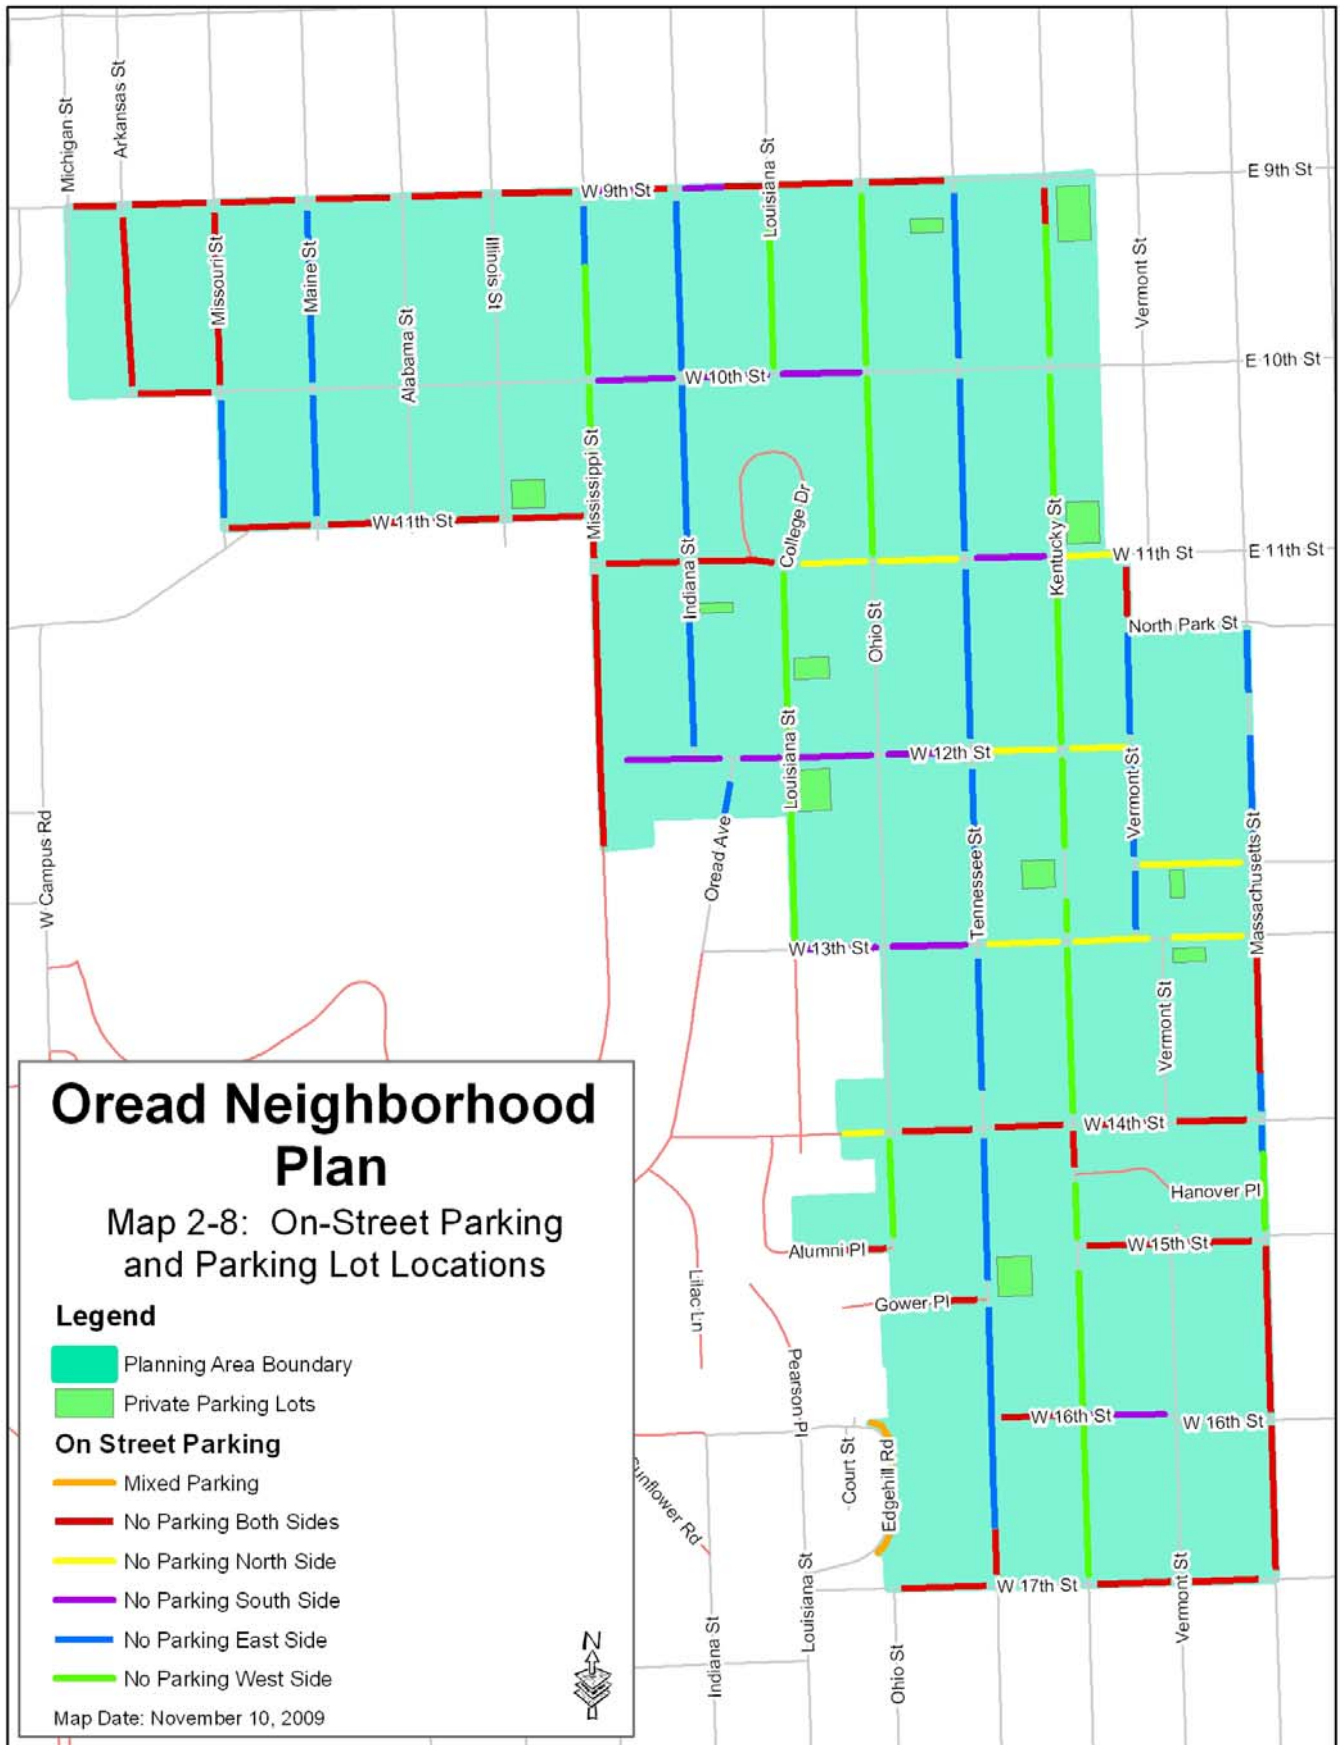 Michigan St
Arkansas St
Louisiana St
E 9th St
W 9th St
Missouri St
Maine St
Illinois St
Alabama St
Vermont St
E 10th St
W 10th St
Mississippi St
College Dr
Kentucky St
W 11th St
W 11th St
E 11th St
Indiana St
Ohio St
North Park St
W 12th St
Louisiana St
Vermont St
W Campus Rd
Oread Ave
Tennessee St
Massachusetts St
W 13th St
Vermont St
W 14th St
Hanover Pl
Alumni Pl
W 15th St
Lilac Ln
Gower Pl
Pearson Pl
W 16th St
W 16th St
Court St
Edgehill Rd
Sunflower Rd
Louisiana St
W 17th St
Vermont St
Indiana St
Ohio St
Oread Neighborhood
Plan
Map 2-8: On-Street Parking
and Parking Lot Locations
Legend
Planning Area Boundary
Private Parking Lots
On Street Parking
Mixed Parking
No Parking Both Sides
No Parking North Side
No Parking South Side
No Parking East Side
No Parking West Side
N
Map Date: November 10, 2009